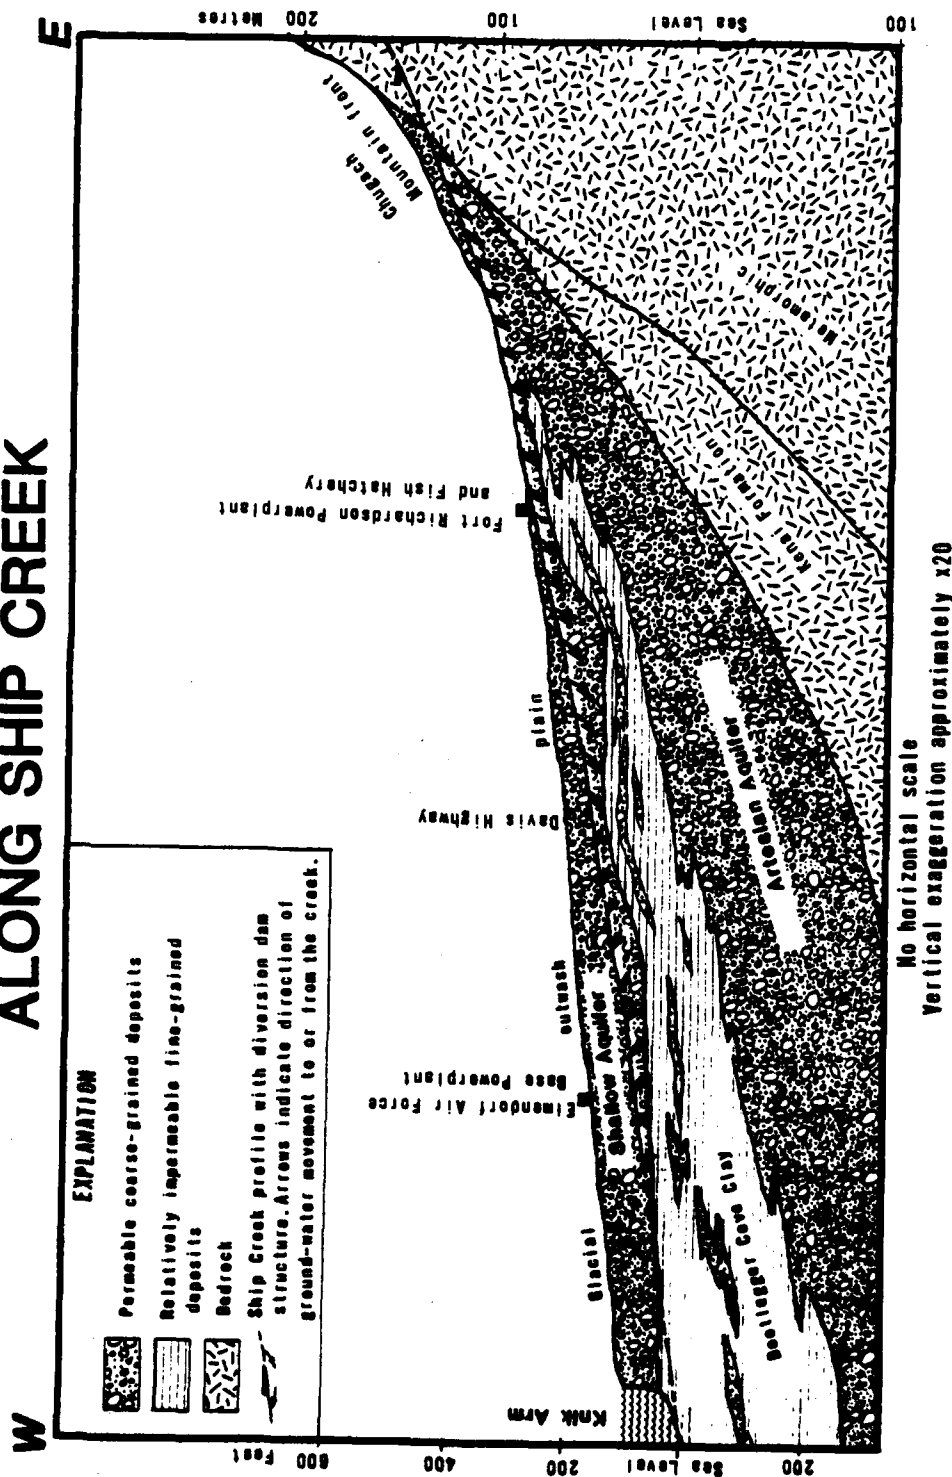 ALONG SHIP CREEK
W
E
EXPLANATION
Permeable coarse-grained deposits
Relatively impermeable fine-grained
deposits
Bedrock
Ship Creek profile with diversion dam
structure. Arrows indicate direction of
ground-water movement to or from the creek.
Feet
600
400
200
Sea Level
200
Metres
200
100
Sea Level
100
Knik Arm
Glacial
outwash
plain
Elmendorf Air Force
Base Powerplant
Davis Highway
Fort Richardson Powerplant
and Fish Hatchery
Chugach
Mountain front
Shallow Aquifer
Bootlegger Cove Clay
Artesian Aquifer
Kenai Formation
Metamorphic
No horizontal scale
Vertical exaggeration approximately x20